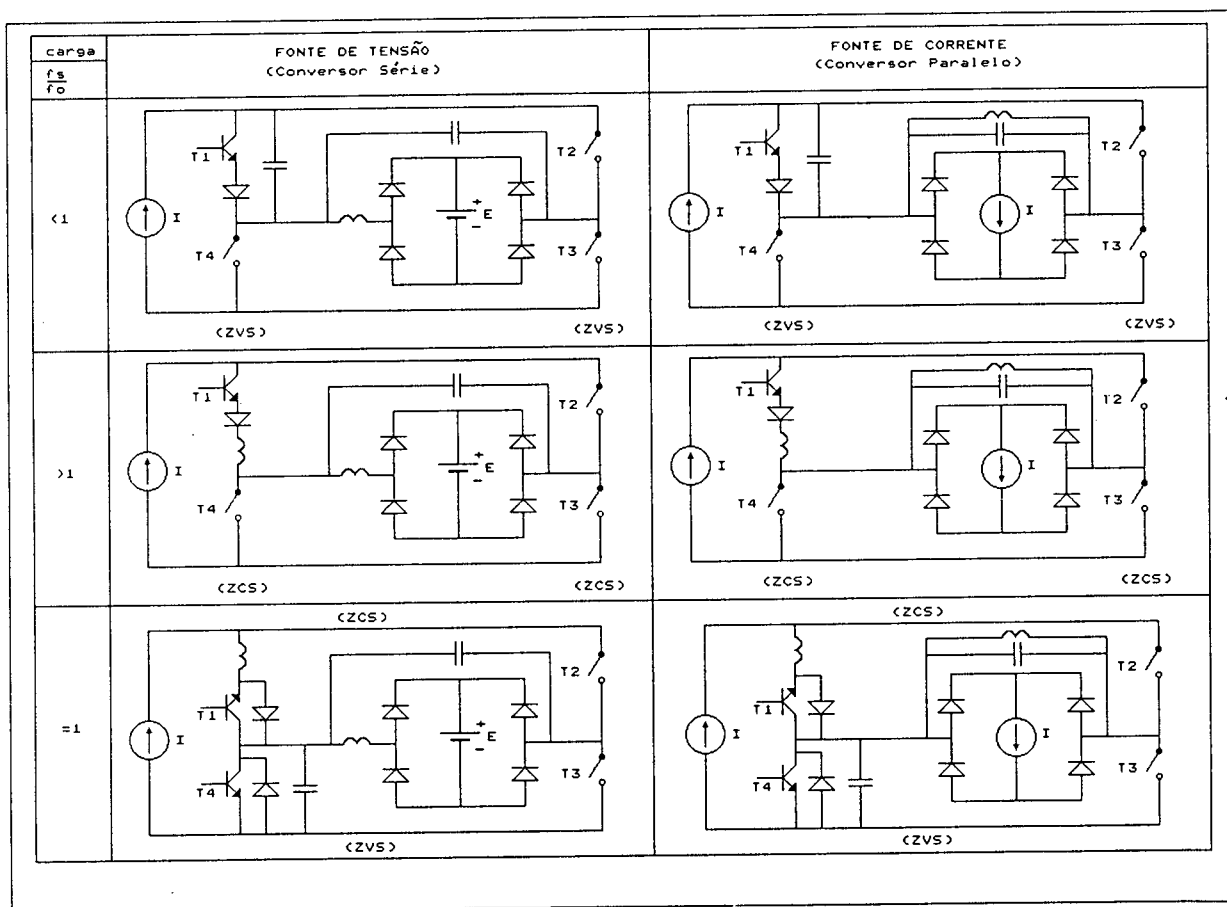 carga
fs
fo
FONTE DE TENSÃO
(Conversor Série)
FONTE DE CORRENTE
(Conversor Paralelo)
<1
I
T1
T4
+
E
-
T2
T3
(ZVS)
(ZVS)
I
T1
T4
I
T2
T3
(ZVS)
(ZVS)
>1
I
T1
T4
+
E
-
T2
T3
(ZCS)
(ZCS)
I
T1
T4
I
T2
T3
(ZCS)
(ZCS)
=1
(ZCS)
I
T1
T4
+
E
-
T2
T3
(ZVS)
(ZCS)
I
T1
T4
I
T2
T3
(ZVS)